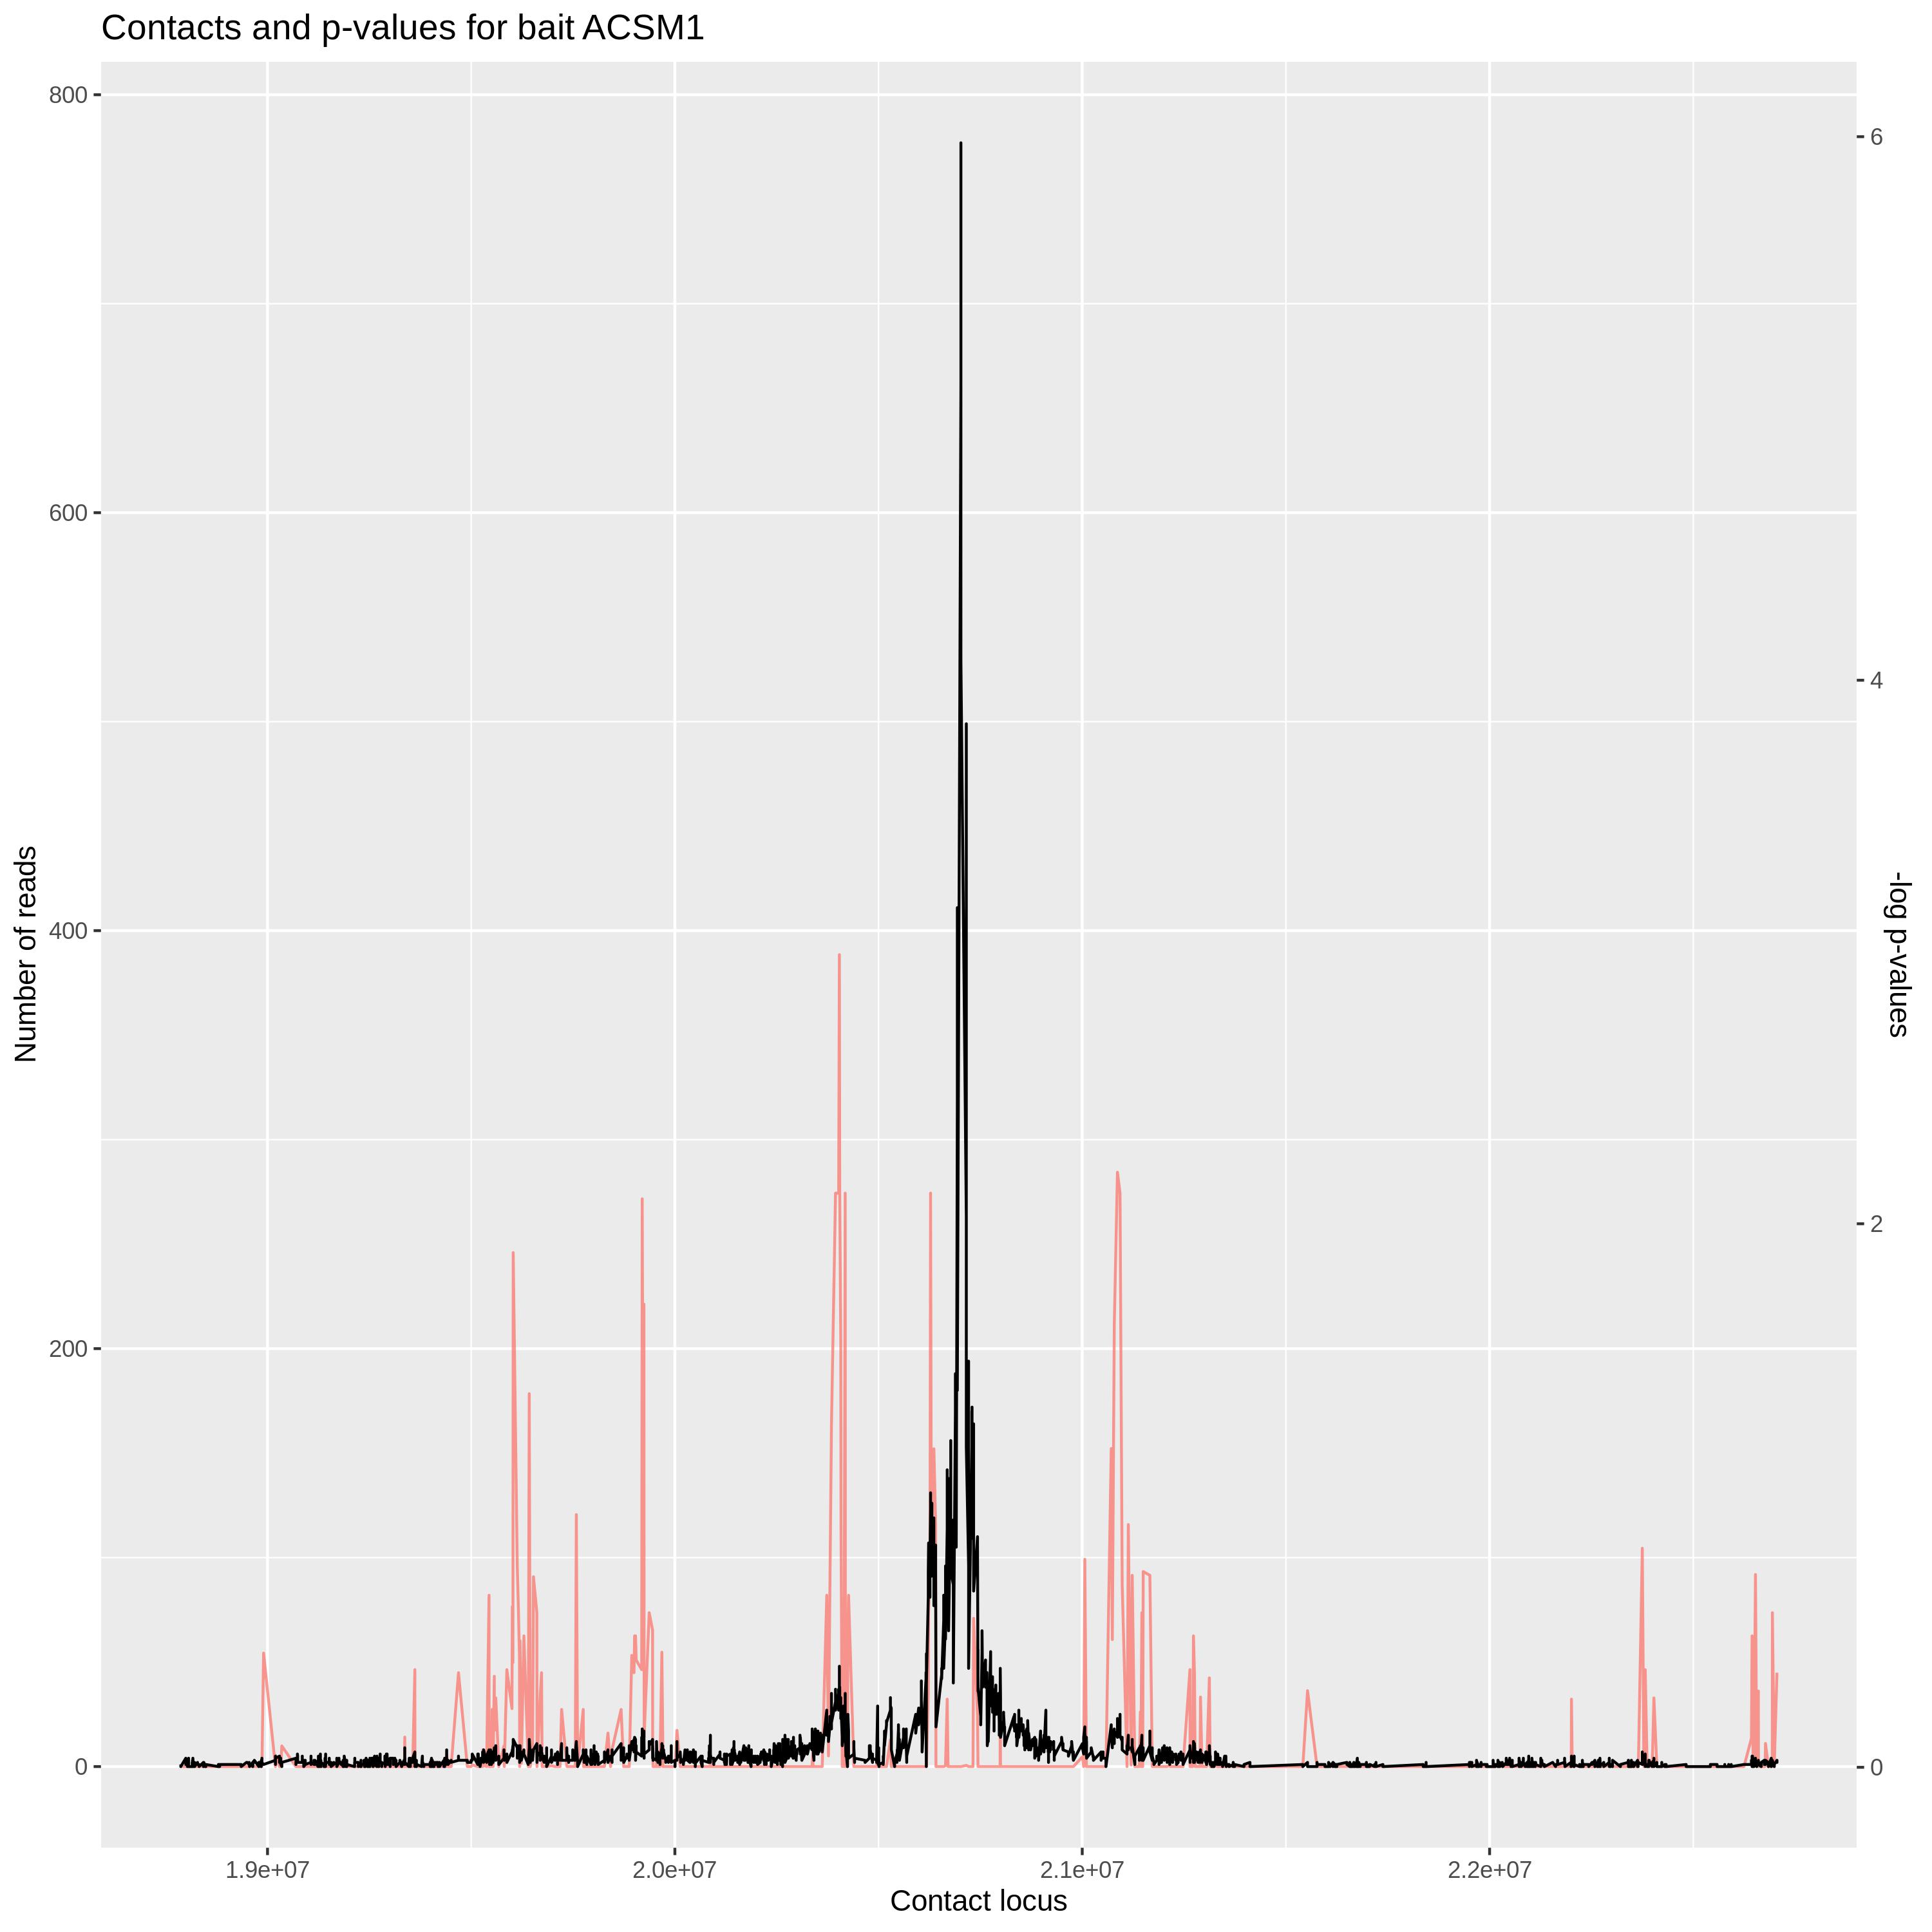 Contacts and p-values for bait ACSM1
800
600
400
200
0
Number of reads
6
4
2
0
-log p-values
1.9e+07
2.0e+07
2.1e+07
2.2e+07
Contact locus